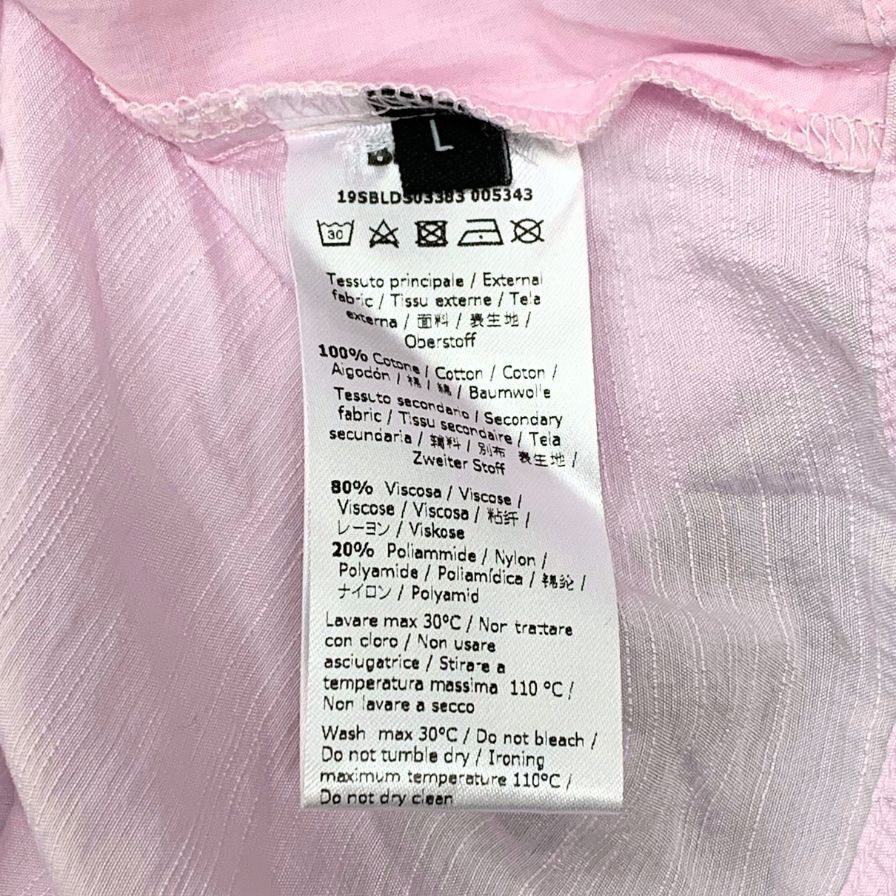 L
19SBLDS03383 005343
30
Tessuto principale / External
fabric / Tissu externe / Tela
externa / 面料 / 表生地 /
Oberstoff
100% Cotone / Cotton / Coton /
Algodón / 棉 / 綿 / Baumwolle
Tessuto secondario / Secondary
fabric / Tissu secondaire / Tela
secundaria / 辅料 / 別布 表生地 /
Zweiter Stoff
80% Viscosa / Viscose /
Viscose / Viscosa / 粘纤 /
レーヨン / Viskose
20% Poliammide / Nylon /
Polyamide / Poliamídica / 锦纶 /
ナイロン / Polyamid
Lavare max 30°C / Non trattare
con cloro / Non usare
asciugatrice / Stirare a
temperatura massima 110 °C /
Non lavare a secco
Wash max 30°C / Do not bleach /
Do not tumble dry / Ironing
maximum temperature 110°C /
Do not dry clean